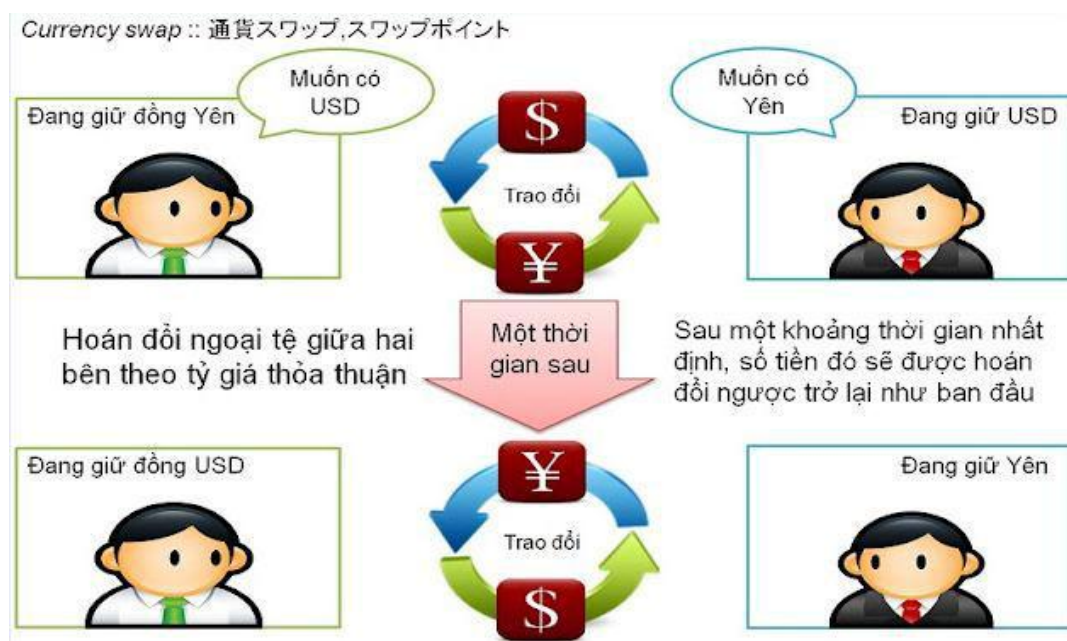 Currency swap :: 通貨スワップ,スワップポイント
Muốn có
USD
Đang giữ đồng Yên
$
Trao đổi
¥
Muốn có
Yên
Đang giữ USD
Hoán đổi ngoại tệ giữa hai
bên theo tỷ giá thỏa thuận
Một thời
gian sau
Sau một khoảng thời gian nhất
định, số tiền đó sẽ được hoán
đổi ngược trở lại như ban đầu
Đang giữ đồng USD
¥
Trao đổi
$
Đang giữ Yên